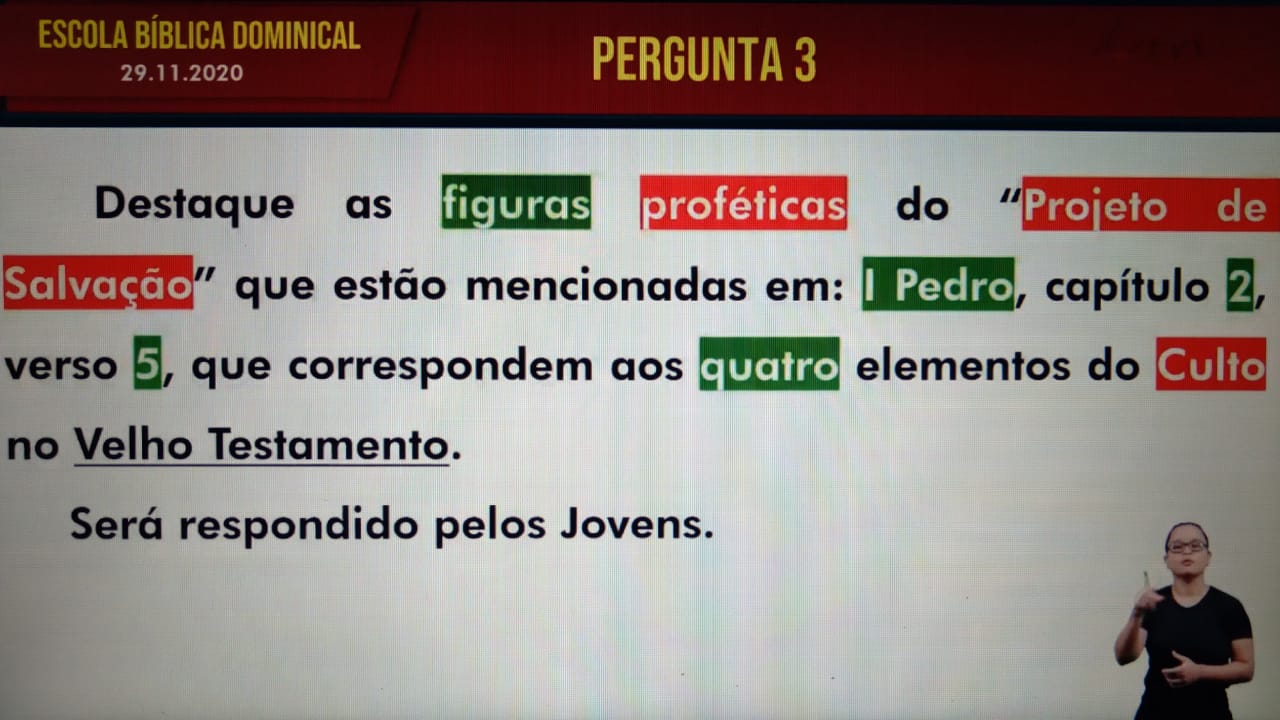 ESCOLA BÍBLICA DOMINICAL
29.11.2020
PERGUNTA 3
Destaque as figuras proféticas do “Projeto de
Salvação” que estão mencionadas em: I Pedro, capítulo 2,
verso 5, que correspondem aos quatro elementos do Culto
no Velho Testamento.
Será respondido pelos Jovens.